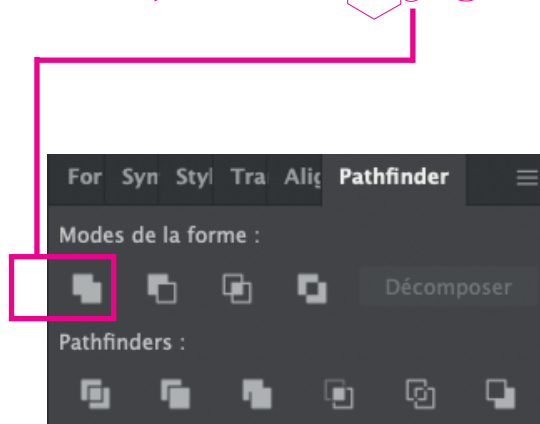 For Syn Styl Tra Alig Pathfinder
Modes de la forme :
Décomposer
Pathfinders :